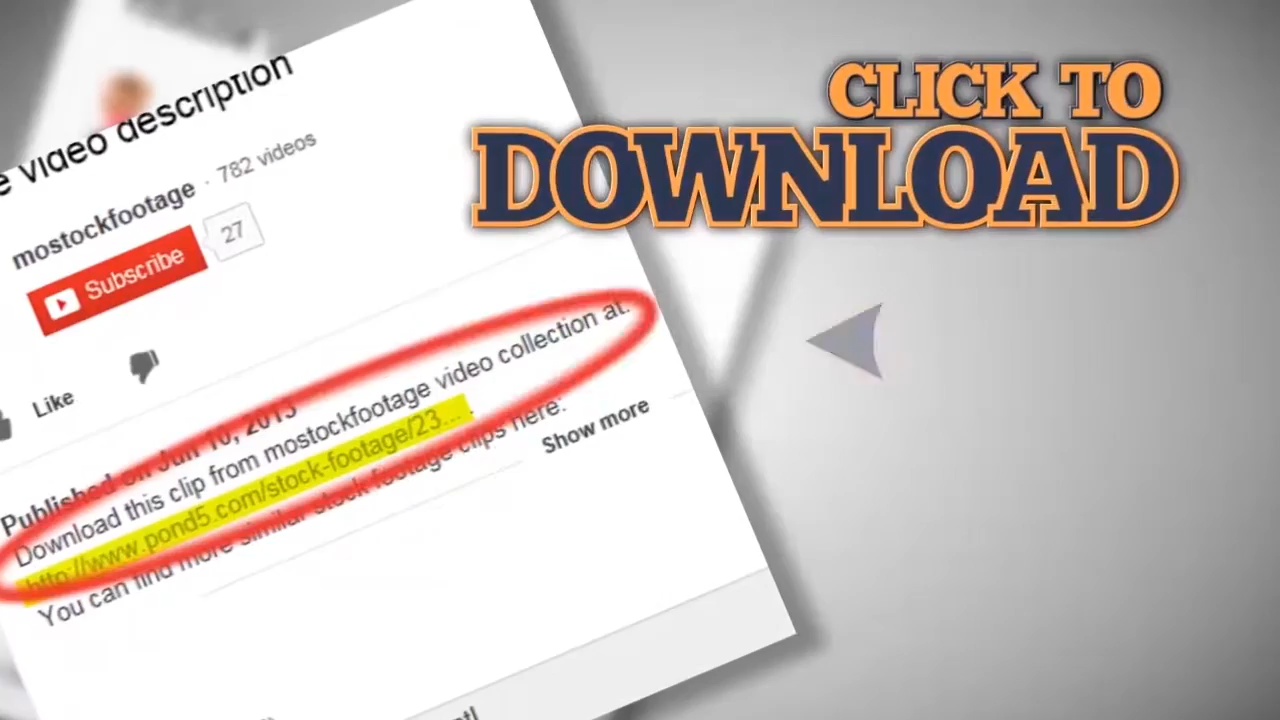 e video description
mostockfootage · 782 videos
Subscribe
27
Like
Published on Jun 10, 2013
Download this clip from mostockfootage video collection at:
http://www.pond5.com/stock-footage/23... .
You can find more similar stock footage clips here:
Show more
CLICK TO
DOWNLOAD